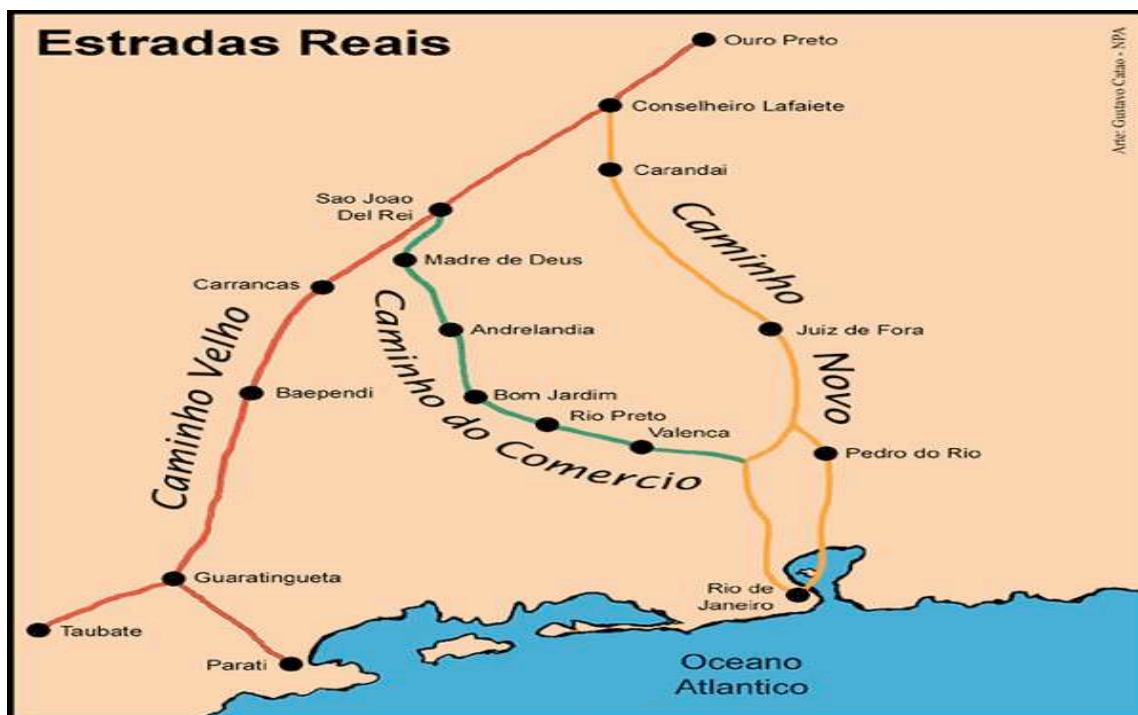 Estradas Reais
Ouro Preto
Arte: Gustavo Catao - NPA
Conselheiro Lafaiete
Carandai
Sao Joao
Del Rei
Caminho
Madre de Deus
Carrancas
Andrelandia
Juiz de Fora
Caminho Velho
Caminho do Comercio
Novo
Baependi
Bom Jardim
Rio Preto
Valenca
Pedro do Rio
Guaratingueta
Rio de
Janeiro
Taubate
Parati
Oceano
Atlantico